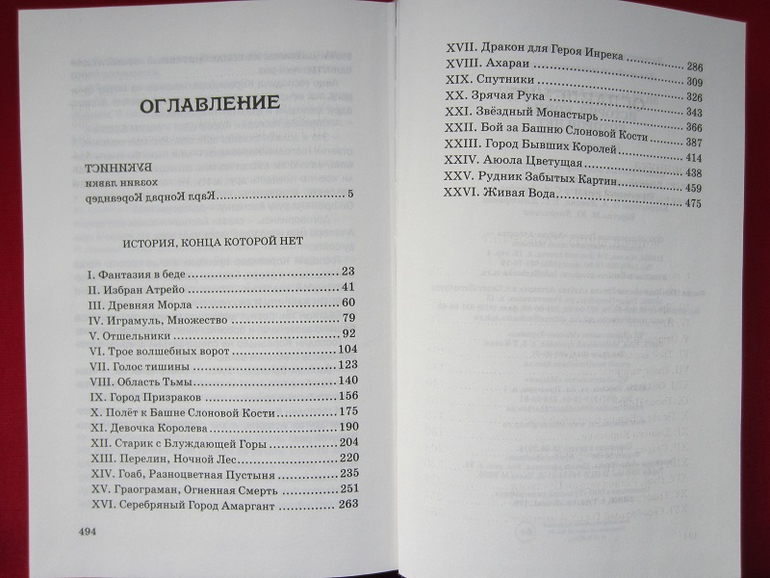 ОГЛАВЛЕНИЕ
БУКИНИСТ
хозяин лавки
Карл Конрад Кореандер........................5
ИСТОРИЯ, КОНЦА КОТОРОЙ НЕТ
I. Фантазия в беде ................................23
II. Избран Атрейо ................................41
III. Древняя Морла ................................60
IV. Играмуль, Множество ........................79
V. Отшельники ................................92
VI. Трое волшебных ворот ........................104
VII. Голос тишины ................................123
VIII. Область Тьмы ................................140
IX. Город Призраков ................................156
X. Полёт к Башне Слоновой Кости ................175
XI. Девочка Королева ................................190
XII. Старик с Блуждающей Горы ................204
XIII. Перелин, Ночной Лес........................220
XIV. Гоаб, Разноцветная Пустыня ................235
XV. Граограман, Огненная Смерть ................251
XVI. Серебряный Город Амаргант ................263
494
XVII. Дракон для Героя Инрека ................286
XVIII. Ахараи ................................309
XIX. Спутники ................................326
XX. Зрячая Рука ................................343
XXI. Звёздный Монастырь ........................366
XXII. Бой за Башню Слоновой Кости ................387
XXIII. Город Бывших Королей ........................414
XXIV. Аюола Цветущая ................................438
XXV. Рудник Забытых Картин ........................459
XXVI. Живая Вода ................................475